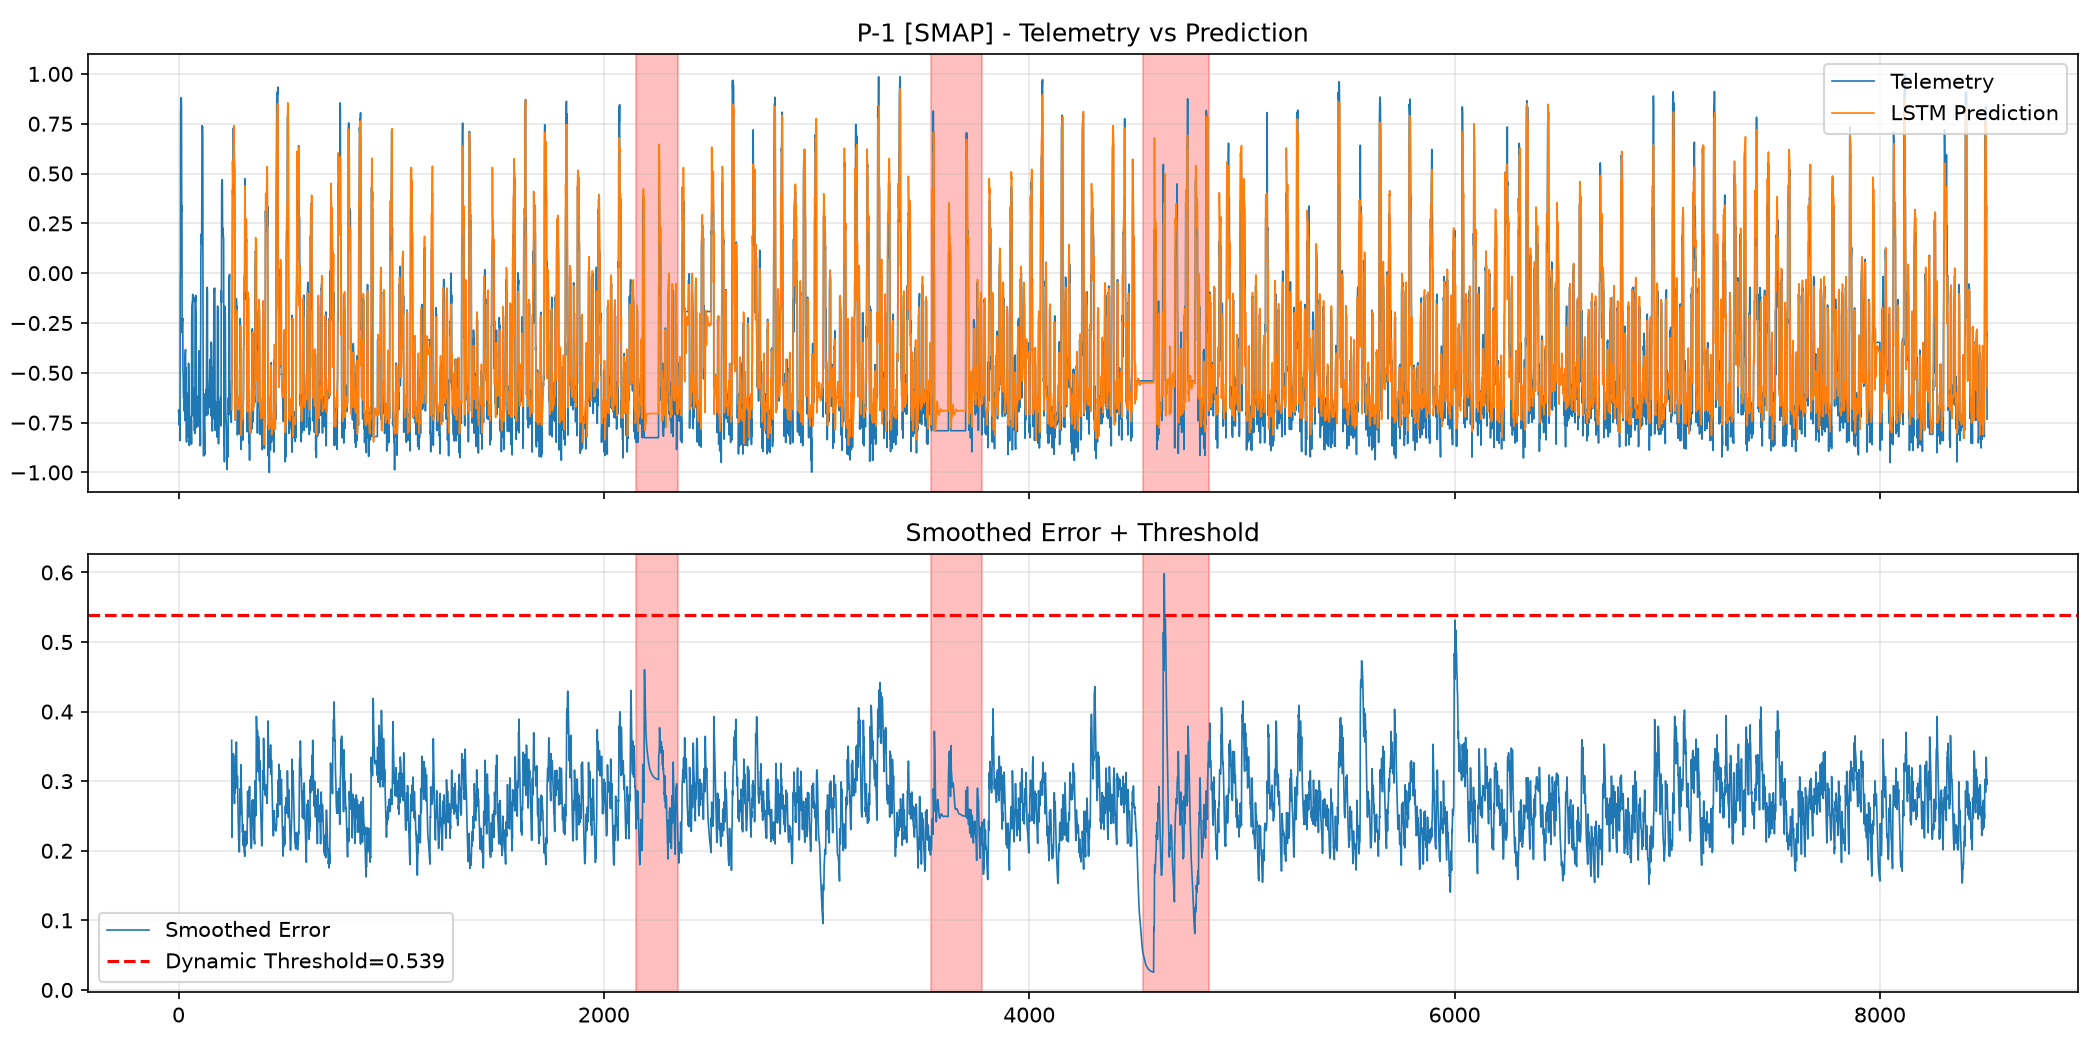 P-1 [SMAP] - Telemetry vs Prediction
1.00
0.75
0.50
0.25
0.00
−0.25
−0.50
−0.75
−1.00
Telemetry
LSTM Prediction
Smoothed Error + Threshold
0.6
0.5
0.4
0.3
0.2
0.1
0.0
Smoothed Error
Dynamic Threshold=0.539
0 2000 4000 6000 8000